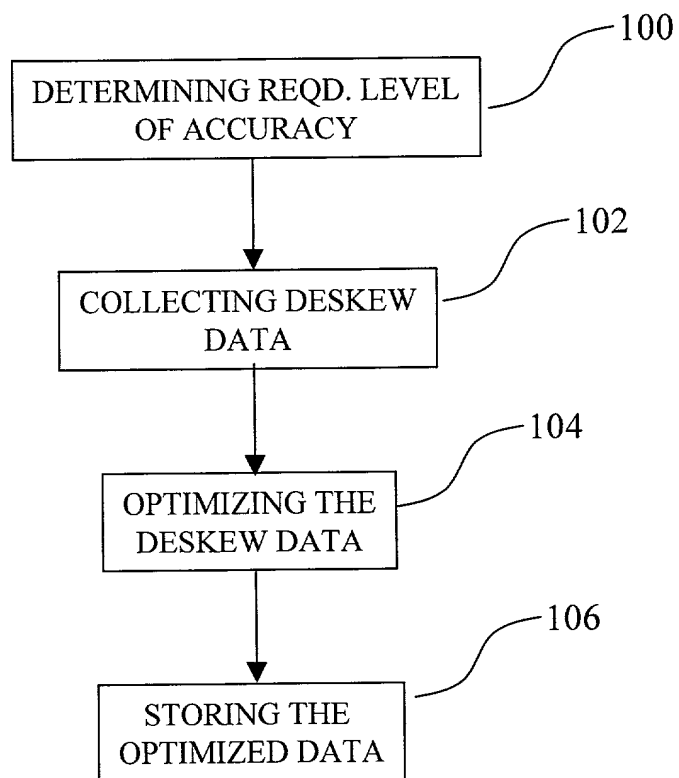 100
DETERMINING REQD. LEVEL
OF ACCURACY
102
COLLECTING DESKEW
DATA
104
OPTIMIZING THE
DESKEW DATA
106
STORING THE
OPTIMIZED DATA